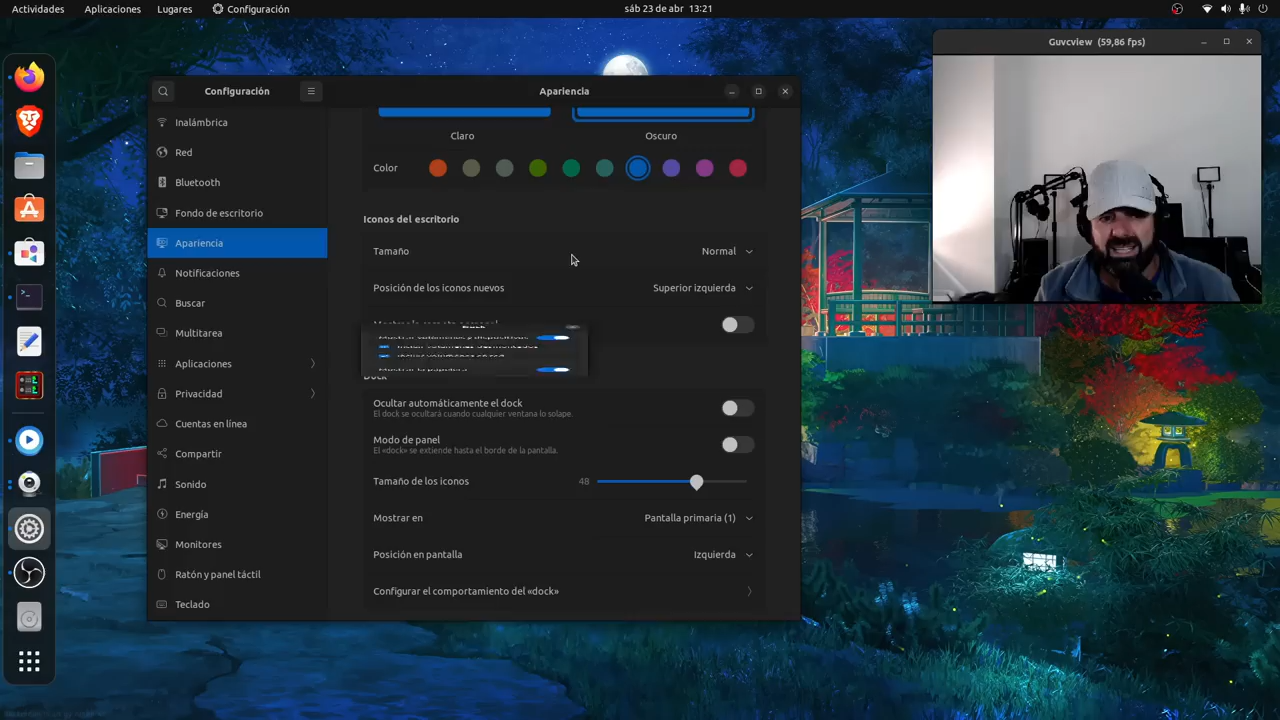 Actividades Aplicaciones Lugares Configuración sáb 23 de abr 13:21
Guvcview (59,86 fps)
Configuración Apariencia
Inalámbrica
Red
Bluetooth
Fondo de escritorio
Apariencia
Notificaciones
Buscar
Multitarea
Aplicaciones
Privacidad
Cuentas en línea
Compartir
Sonido
Energía
Monitores
Ratón y panel táctil
Teclado
Claro Oscuro
Color
Iconos del escritorio
Tamaño Normal
Posición de los iconos nuevos Superior izquierda
Dock
Ocultar automáticamente el dock
El dock se ocultará cuando cualquier ventana lo solape.
Modo de panel
El «dock» se extiende hasta el borde de la pantalla.
Tamaño de los iconos 48
Mostrar en Pantalla primaria (1)
Posición en pantalla Izquierda
Configurar el comportamiento del «dock»